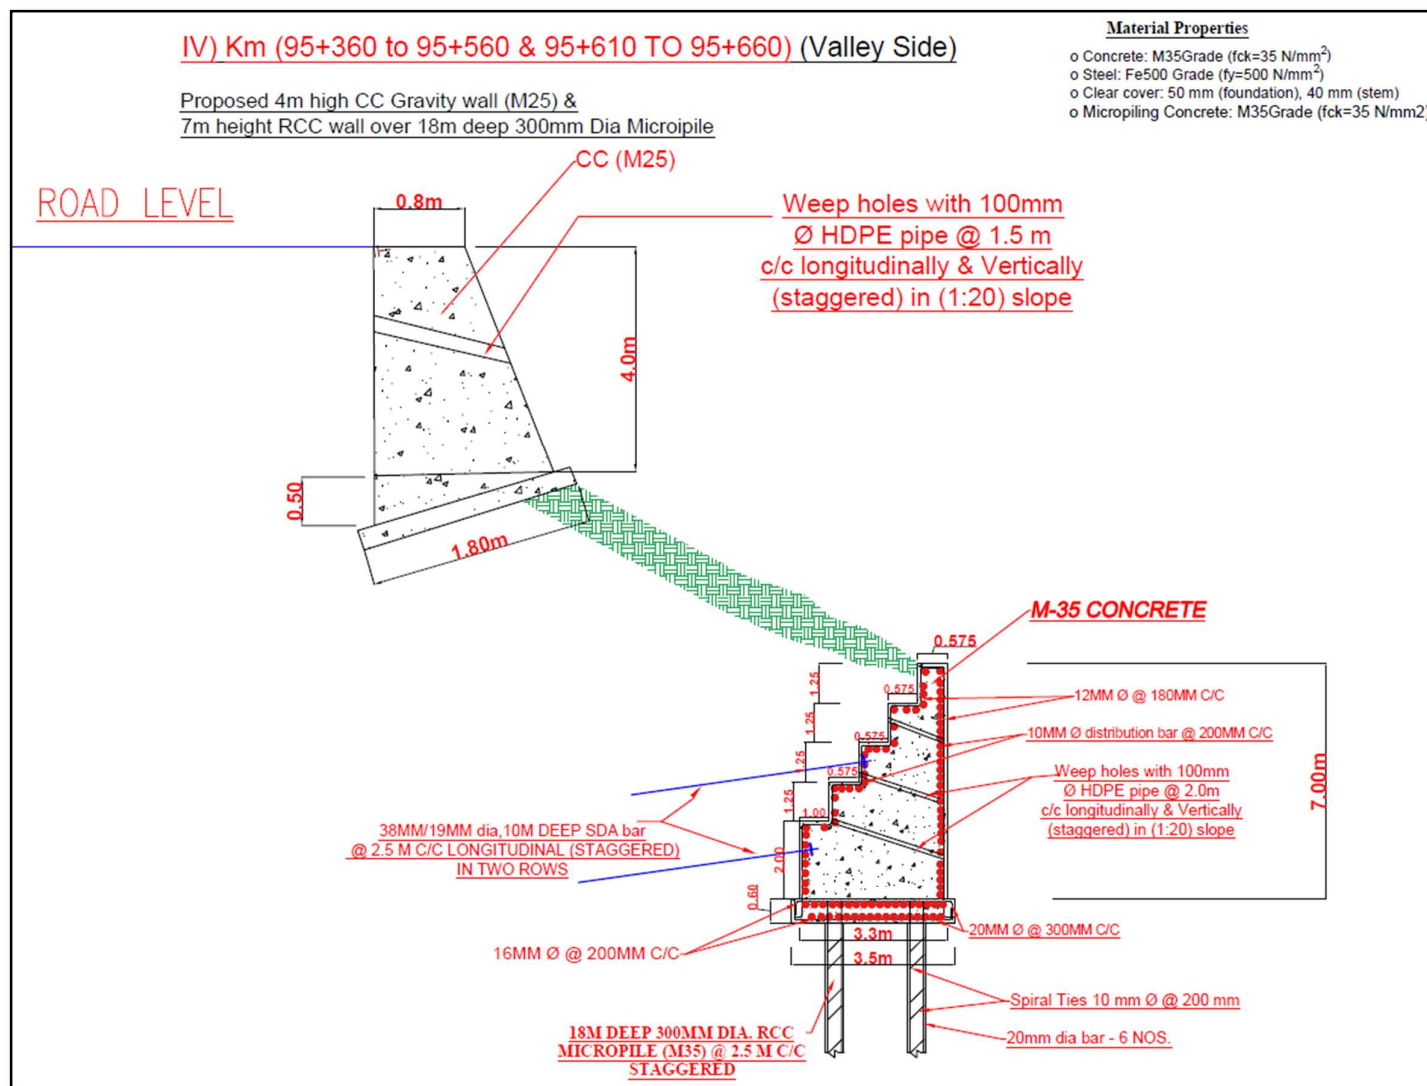 IV) Km (95+360 to 95+560 & 95+610 TO 95+660) (Valley Side)
Proposed 4m high CC Gravity wall (M25) &
7m height RCC wall over 18m deep 300mm Dia Microipile
Material Properties
o Concrete: M35Grade (fck=35 N/mm²)
o Steel: Fe500 Grade (fy=500 N/mm²)
o Clear cover: 50 mm (foundation), 40 mm (stem)
o Micropiling Concrete: M35Grade (fck=35 N/mm2)
CC (M25)
ROAD LEVEL
0.8m
Weep holes with 100mm
Ø HDPE pipe @ 1.5 m
c/c longitudinally & Vertically
(staggered) in (1:20) slope
4.0m
0.50
1.80m
M-35 CONCRETE
0.575
1.25
0.575
12MM Ø @ 180MM C/C
1.25
10MM Ø distribution bar @ 200MM C/C
0.575
1.25
0.575
Weep holes with 100mm
Ø HDPE pipe @ 2.0m
c/c longitudinally & Vertically
(staggered) in (1:20) slope
7.00m
1.25
1.00
38MM/19MM dia,10M DEEP SDA bar
@ 2.5 M C/C LONGITUDINAL (STAGGERED)
IN TWO ROWS
2.00
0.60
3.3m
20MM Ø @ 300MM C/C
16MM Ø @ 200MM C/C
3.5m
Spiral Ties 10 mm Ø @ 200 mm
18M DEEP 300MM DIA. RCC
MICROPILE (M35) @ 2.5 M C/C
STAGGERED
20mm dia bar - 6 NOS.